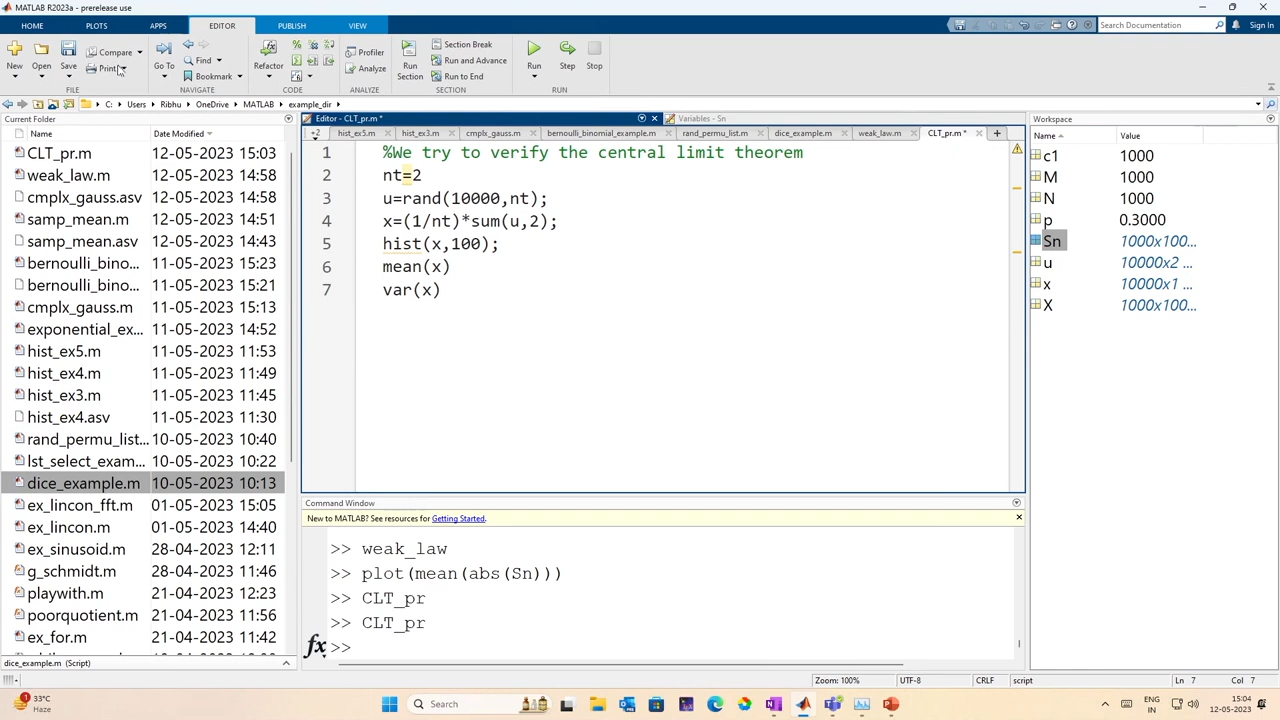 MATLAB R2023a - prerelease use
HOME PLOTS APPS EDITOR PUBLISH VIEW Search Documentation Sign In
New Open Save Compare Print Go To Find Bookmark Refactor Profiler Analyze Run Section Section Break Run and Advance Run to End Run Step Stop
FILE NAVIGATE CODE ANALYZE SECTION RUN
C: Users Ribhu OneDrive MATLAB example_dir
Current Folder
Name Date Modified
CLT_pr.m 12-05-2023 15:03
weak_law.m 12-05-2023 14:58
cmplx_gauss.asv 12-05-2023 14:58
samp_mean.m 12-05-2023 14:51
samp_mean.asv 12-05-2023 14:43
bernoulli_bino... 11-05-2023 15:23
bernoulli_bino... 11-05-2023 15:21
cmplx_gauss.m 11-05-2023 15:13
exponential_ex... 11-05-2023 14:52
hist_ex5.m 11-05-2023 11:53
hist_ex4.m 11-05-2023 11:49
hist_ex3.m 11-05-2023 11:45
hist_ex4.asv 11-05-2023 11:30
rand_permu_list... 10-05-2023 10:40
lst_select_exam... 10-05-2023 10:22
dice_example.m 10-05-2023 10:13
ex_lincon_fft.m 01-05-2023 15:05
ex_lincon.m 01-05-2023 14:40
ex_sinusoid.m 28-04-2023 12:11
g_schmidt.m 28-04-2023 11:46
playwith.m 21-04-2023 12:23
poorquotient.m 21-04-2023 11:56
ex_for.m 21-04-2023 11:42
dice_example.m (Script)
Editor - CLT_pr.m * Variables - Sn
+2 hist_ex5.m hist_ex3.m cmplx_gauss.m bernoulli_binomial_example.m rand_permu_list.m dice_example.m weak_law.m CLT_pr.m *
1 %We try to verify the central limit theorem
2 nt=2
3 u=rand(10000,nt);
4 x=(1/nt)*sum(u,2);
5 hist(x,100);
6 mean(x)
7 var(x)
Command Window
New to MATLAB? See resources for Getting Started.
>> weak_law
>> plot(mean(abs(Sn)))
>> CLT_pr
>> CLT_pr
fx >>
Workspace
Name Value
c1 1000
M 1000
N 1000
p 0.3000
Sn 1000x100...
u 10000x2 ...
x 10000x1 ...
X 1000x100...
Zoom: 100% UTF-8 CRLF script Ln 7 Col 7
33°C
Haze
Search
ENG
IN
15:04
12-05-2023